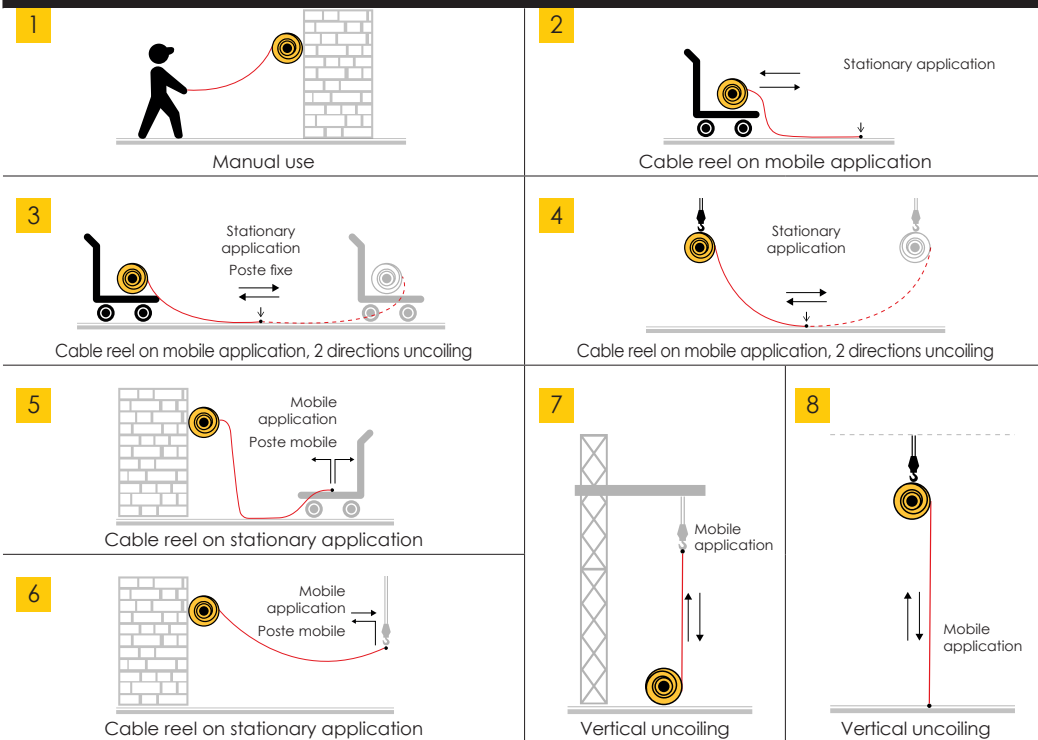 1
Manual use
2
Stationary application
Cable reel on mobile application
3
Stationary
application
Poste fixe
Cable reel on mobile application, 2 directions uncoiling
4
Stationary
application
Cable reel on mobile application, 2 directions uncoiling
5
Mobile
application
Poste mobile
Cable reel on stationary application
6
Mobile
application
Poste mobile
Cable reel on stationary application
7
Mobile
application
Vertical uncoiling
8
Mobile
application
Vertical uncoiling